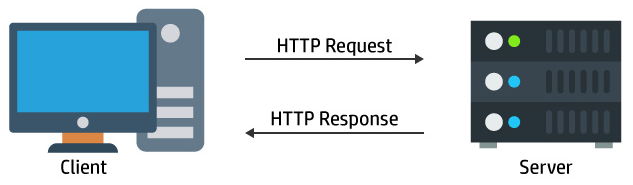 HTTP Request
HTTP Response
Client
Server